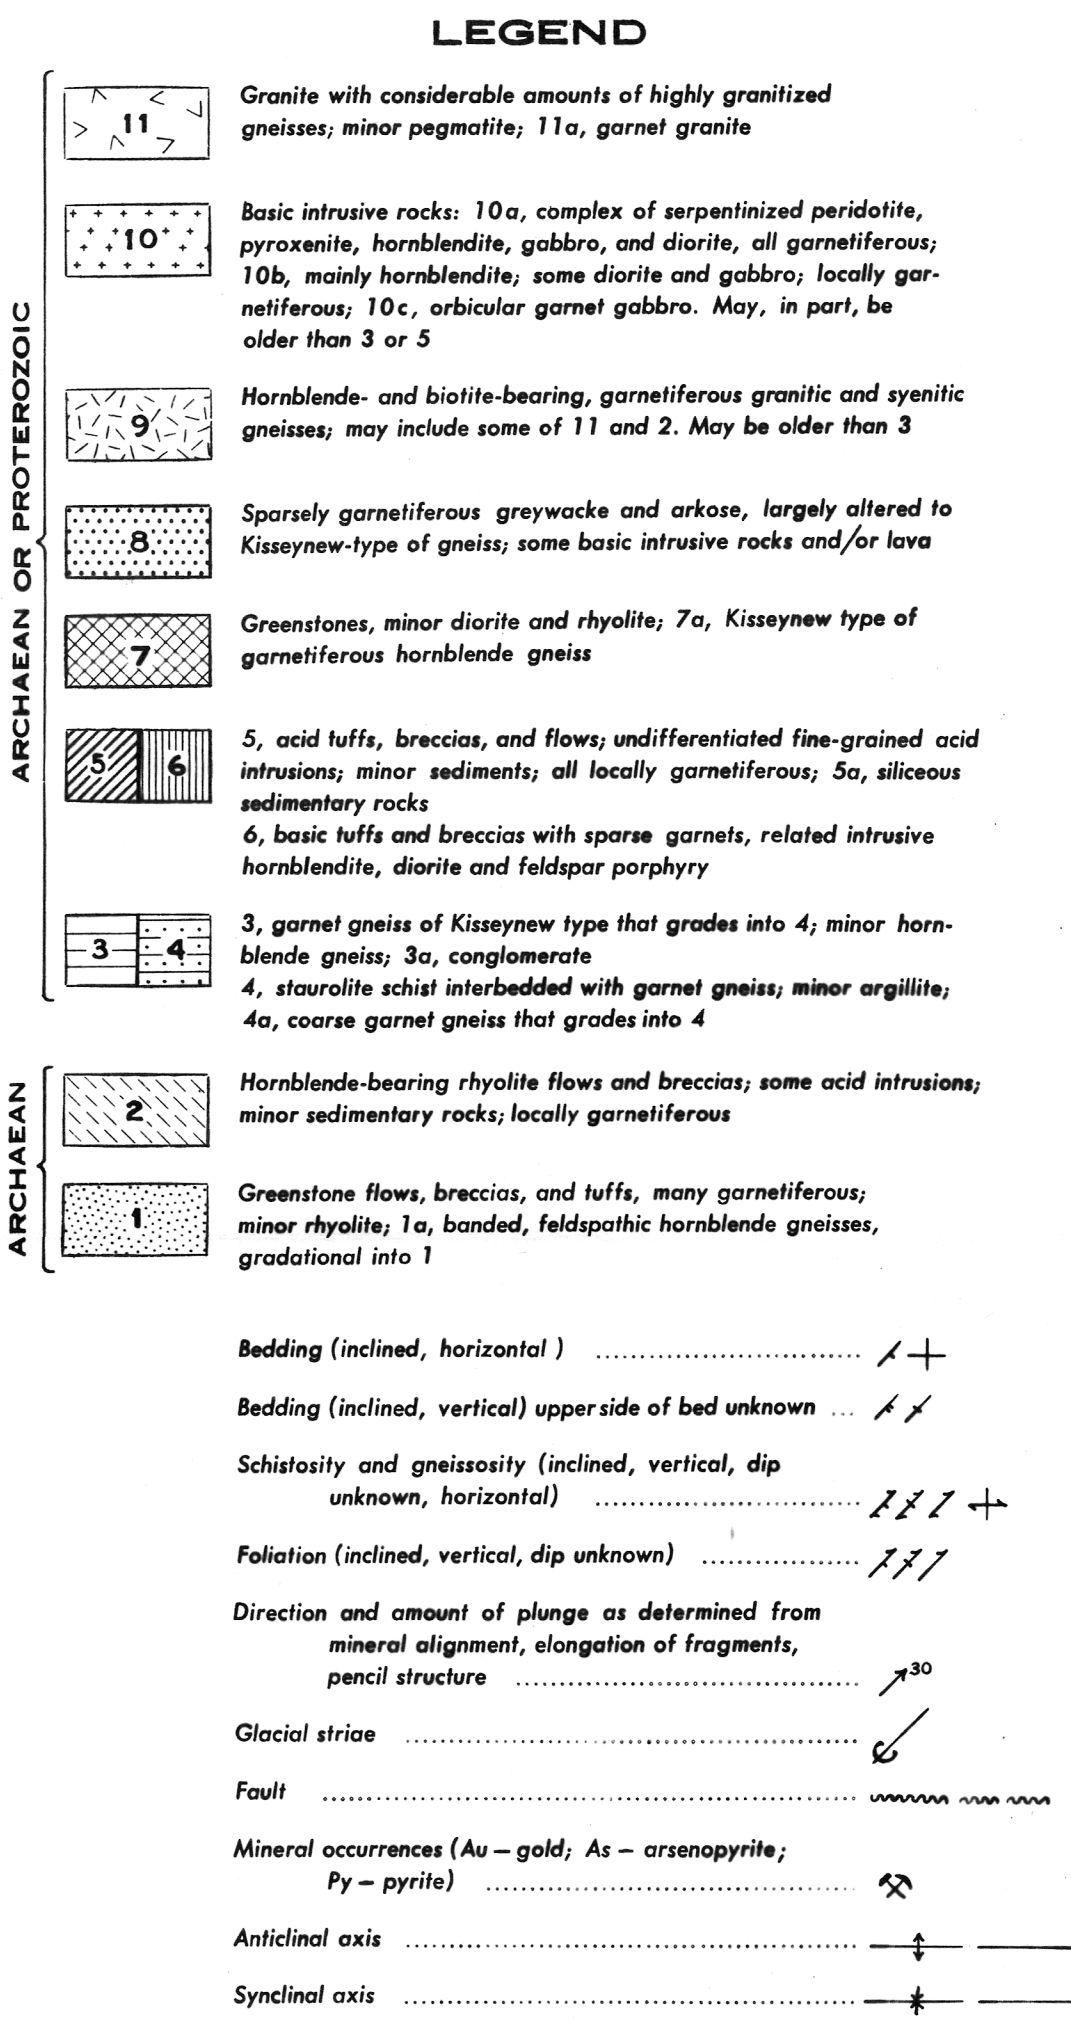 LEGEND
ARCHAEAN OR PROTEROZOIC
11
Granite with considerable amounts of highly granitized
gneisses; minor pegmatite; 11a, garnet granite
10
Basic intrusive rocks: 10a, complex of serpentinized peridotite,
pyroxenite, hornblendite, gabbro, and diorite, all garnetiferous;
10b, mainly hornblendite; some diorite and gabbro; locally gar-
netiferous; 10c, orbicular garnet gabbro. May, in part, be
older than 3 or 5
9
Hornblende- and biotite-bearing, garnetiferous granitic and syenitic
gneisses; may include some of 11 and 2. May be older than 3
8
Sparsely garnetiferous greywacke and arkose, largely altered to
Kisseynew-type of gneiss; some basic intrusive rocks and/or lava
7
Greenstones, minor diorite and rhyolite; 7a, Kisseynew type of
garnetiferous hornblende gneiss
5 6
5, acid tuffs, breccias, and flows; undifferentiated fine-grained acid
intrusions; minor sediments; all locally garnetiferous; 5a, siliceous
sedimentary rocks
6, basic tuffs and breccias with sparse garnets, related intrusive
hornblendite, diorite and feldspar porphyry
3 4
3, garnet gneiss of Kisseynew type that grades into 4; minor horn-
blende gneiss; 3a, conglomerate
4, staurolite schist interbedded with garnet gneiss; minor argillite;
4a, coarse garnet gneiss that grades into 4
ARCHAEAN
2
Hornblende-bearing rhyolite flows and breccias; some acid intrusions;
minor sedimentary rocks; locally garnetiferous
1
Greenstone flows, breccias, and tuffs, many garnetiferous;
minor rhyolite; 1a, banded, feldspathic hornblende gneisses,
gradational into 1
Bedding (inclined, horizontal )
Bedding (inclined, vertical) upper side of bed unknown ...
Schistosity and gneissosity (inclined, vertical, dip
unknown, horizontal)
Foliation (inclined, vertical, dip unknown)
Direction and amount of plunge as determined from
mineral alignment, elongation of fragments,
pencil structure 30
Glacial striae
Fault
Mineral occurrences (Au – gold; As – arsenopyrite;
Py – pyrite)
Anticlinal axis
Synclinal axis